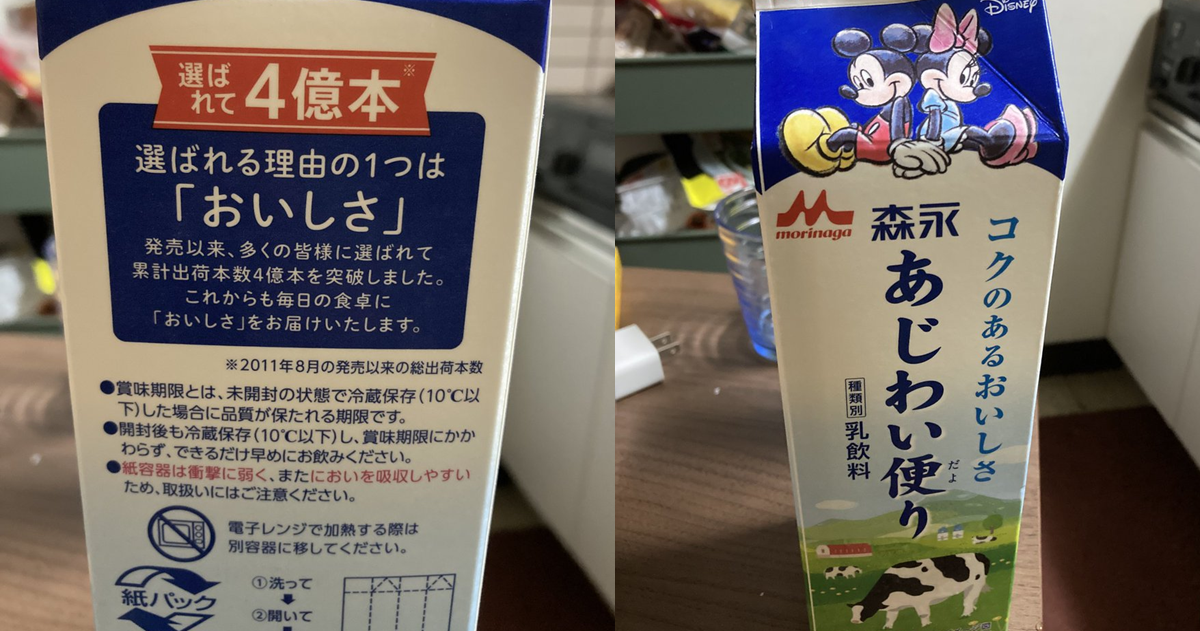 選ば
れて
4億本※
選ばれる理由の1つは
「おいしさ」
発売以来、多くの皆様に選ばれて
累計出荷本数4億本を突破しました。
これからも毎日の食卓に
「おいしさ」をお届けいたします。
※2011年8月の発売以来の総出荷本数
●賞味期限とは、未開封の状態で冷蔵保存(10℃以
下)した場合に品質が保たれる期限です。
●開封後も冷蔵保存(10℃以下)し、賞味期限にかか
わらず、できるだけ早めにお飲みください。
●紙容器は衝撃に弱く、またにおいを吸収しやすい
ため、取扱いにはご注意ください。
電子レンジで加熱する際は
別容器に移してください。
紙パック
①洗って
②開いて
Disney
morinaga
森永
コクのあるおいしさ
あじわい便り
だよ
種類別
乳飲料